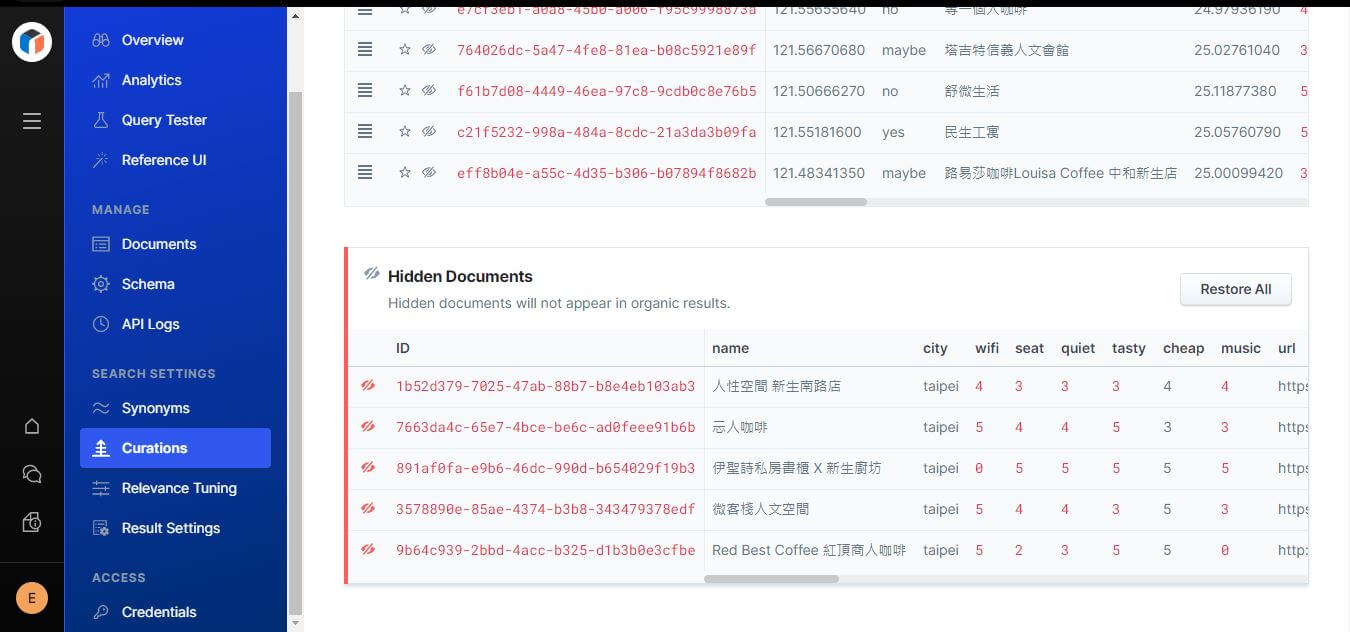 Overview
Analytics
Query Tester
Reference UI
MANAGE
Documents
Schema
API Logs
SEARCH SETTINGS
Synonyms
Curations
Relevance Tuning
Result Settings
ACCESS
Credentials
E
e7cf3eb1-a0a8-45b0-a006-f95c9998873a 121.55655640 no 等一個人咖啡 24.97936190 4
764026dc-5a47-4fe8-81ea-b08c5921e89f 121.56670680 maybe 塔吉特信義人文會館 25.02761040 3
f61b7d08-4449-46ea-97c8-9cdb0c8e76b5 121.50666270 no 舒微生活 25.11877380 5
c21f5232-998a-484a-8cdc-21a3da3b09fa 121.55181600 yes 民生工寓 25.05760790 5
eff8b04e-a55c-4d35-b306-b07894f8682b 121.48341350 maybe 路易莎咖啡Louisa Coffee 中和新生店 25.00099420 3
Hidden Documents
Hidden documents will not appear in organic results.
Restore All
ID name city wifi seat quiet tasty cheap music url
1b52d379-7025-47ab-88b7-b8e4eb103ab3 人性空間 新生南路店 taipei 4 3 3 3 4 4 https
7663da4c-65e7-4bce-be6c-ad0feee91b6b 忈人咖啡 taipei 5 4 4 5 3 3 https
891af0fa-e9b6-46dc-990d-b654029f19b3 伊聖詩私房書櫃 X 新生廚坊 taipei 0 5 5 5 5 5 https
3578890e-85ae-4374-b3b8-343479378edf 微客棧人文空間 taipei 5 4 4 3 5 3 https
9b64c939-2bbd-4acc-b325-d1b3b0e3cfbe Red Best Coffee 紅頂商人咖啡 taipei 5 2 3 5 5 0 http: